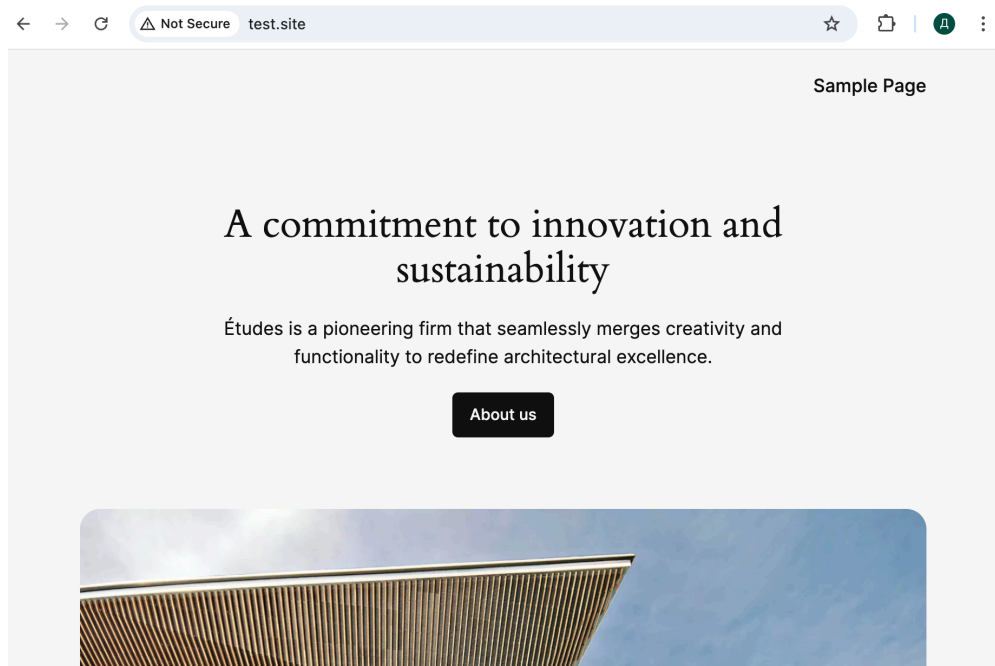 Not Secure test.site
Д
Sample Page
A commitment to innovation and
sustainability
Études is a pioneering firm that seamlessly merges creativity and
functionality to redefine architectural excellence.
About us